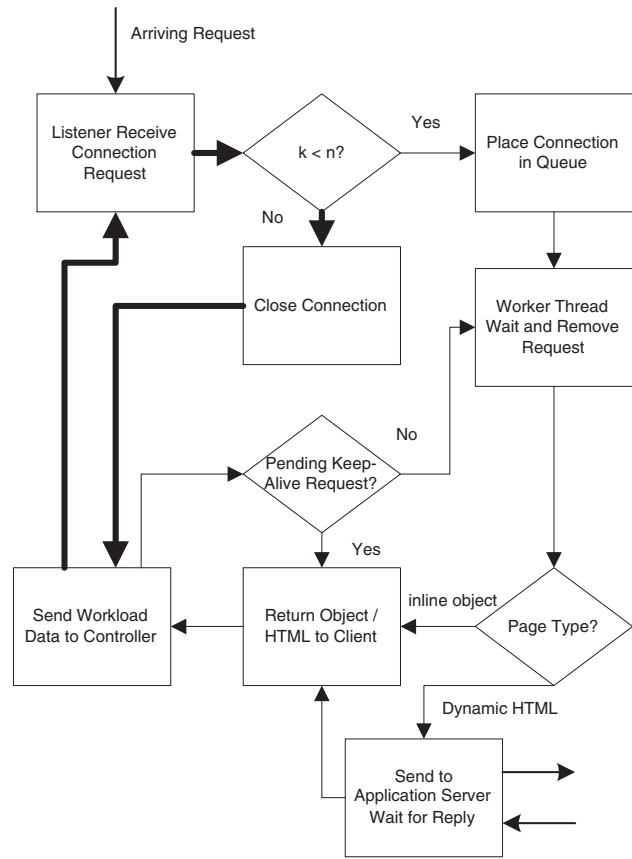 Arriving Request
Listener Receive
Connection
Request
k < n?
Yes
Place Connection
in Queue
No
Close Connection
Worker Thread
Wait and Remove
Request
No
Pending Keep-
Alive Request?
Yes
Send Workload
Data to Controller
Return Object /
HTML to Client
inline object
Page Type?
Dynamic HTML
Send to
Application Server
Wait for Reply